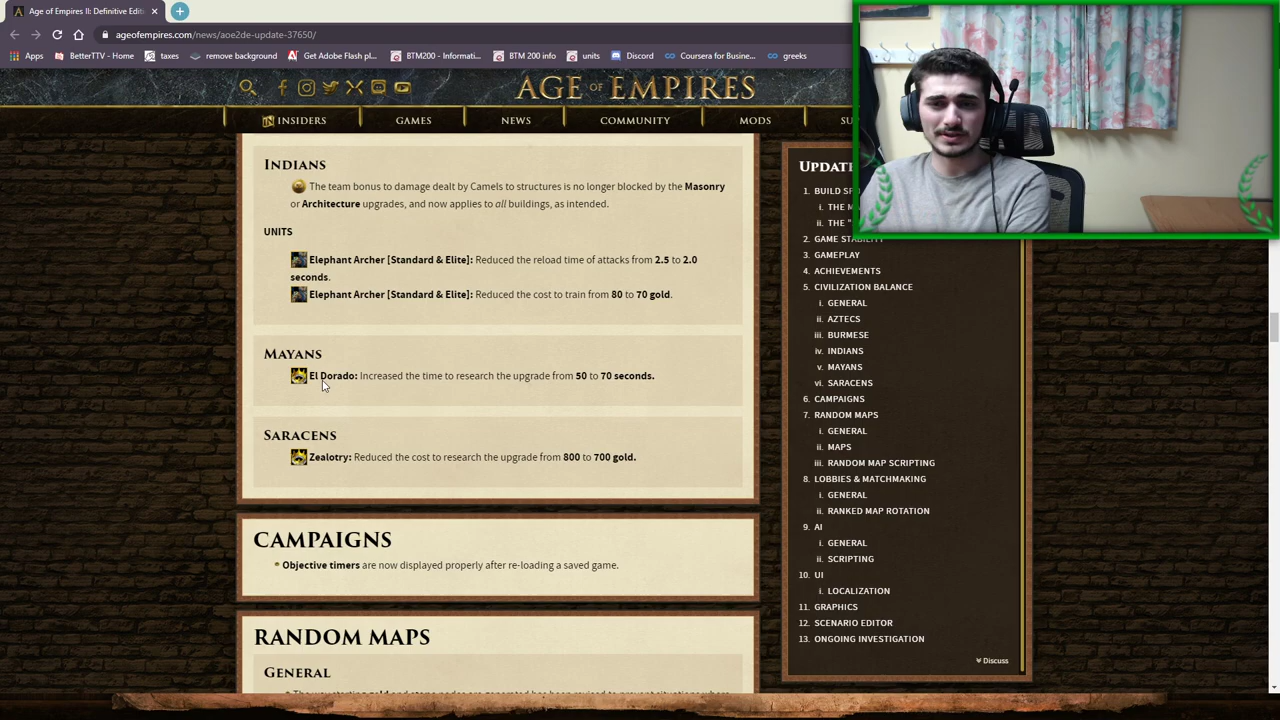 Age of Empires II: Definitive Edit
ageofempires.com/news/aoe2de-update-37650/
Apps
BetterTTV - Home
taxes
remove background
Get Adobe Flash pl...
BTM200 - Informati...
BTM 200 info
units
Discord
Coursera for Busine...
greeks
AGE OF EMPIRES
INSIDERS
GAMES
NEWS
COMMUNITY
MODS
SU
INDIANS
The team bonus to damage dealt by Camels to structures is no longer blocked by the Masonry
or Architecture upgrades, and now applies to all buildings, as intended.
UNITS
Elephant Archer [Standard & Elite]: Reduced the reload time of attacks from 2.5 to 2.0
seconds.
Elephant Archer [Standard & Elite]: Reduced the cost to train from 80 to 70 gold.
MAYANS
El Dorado: Increased the time to research the upgrade from 50 to 70 seconds.
SARACENS
Zealotry: Reduced the cost to research the upgrade from 800 to 700 gold.
CAMPAIGNS
Objective timers are now displayed properly after re-loading a saved game.
RANDOM MAPS
GENERAL
UPDATE
1. BUILD SP
i. THE M
ii. THE "
2. GAME STABILITY
3. GAMEPLAY
4. ACHIEVEMENTS
5. CIVILIZATION BALANCE
i. GENERAL
ii. AZTECS
iii. BURMESE
iv. INDIANS
v. MAYANS
vi. SARACENS
6. CAMPAIGNS
7. RANDOM MAPS
i. GENERAL
ii. MAPS
iii. RANDOM MAP SCRIPTING
8. LOBBIES & MATCHMAKING
i. GENERAL
ii. RANKED MAP ROTATION
9. AI
i. GENERAL
ii. SCRIPTING
10. UI
i. LOCALIZATION
11. GRAPHICS
12. SCENARIO EDITOR
13. ONGOING INVESTIGATION
Discuss